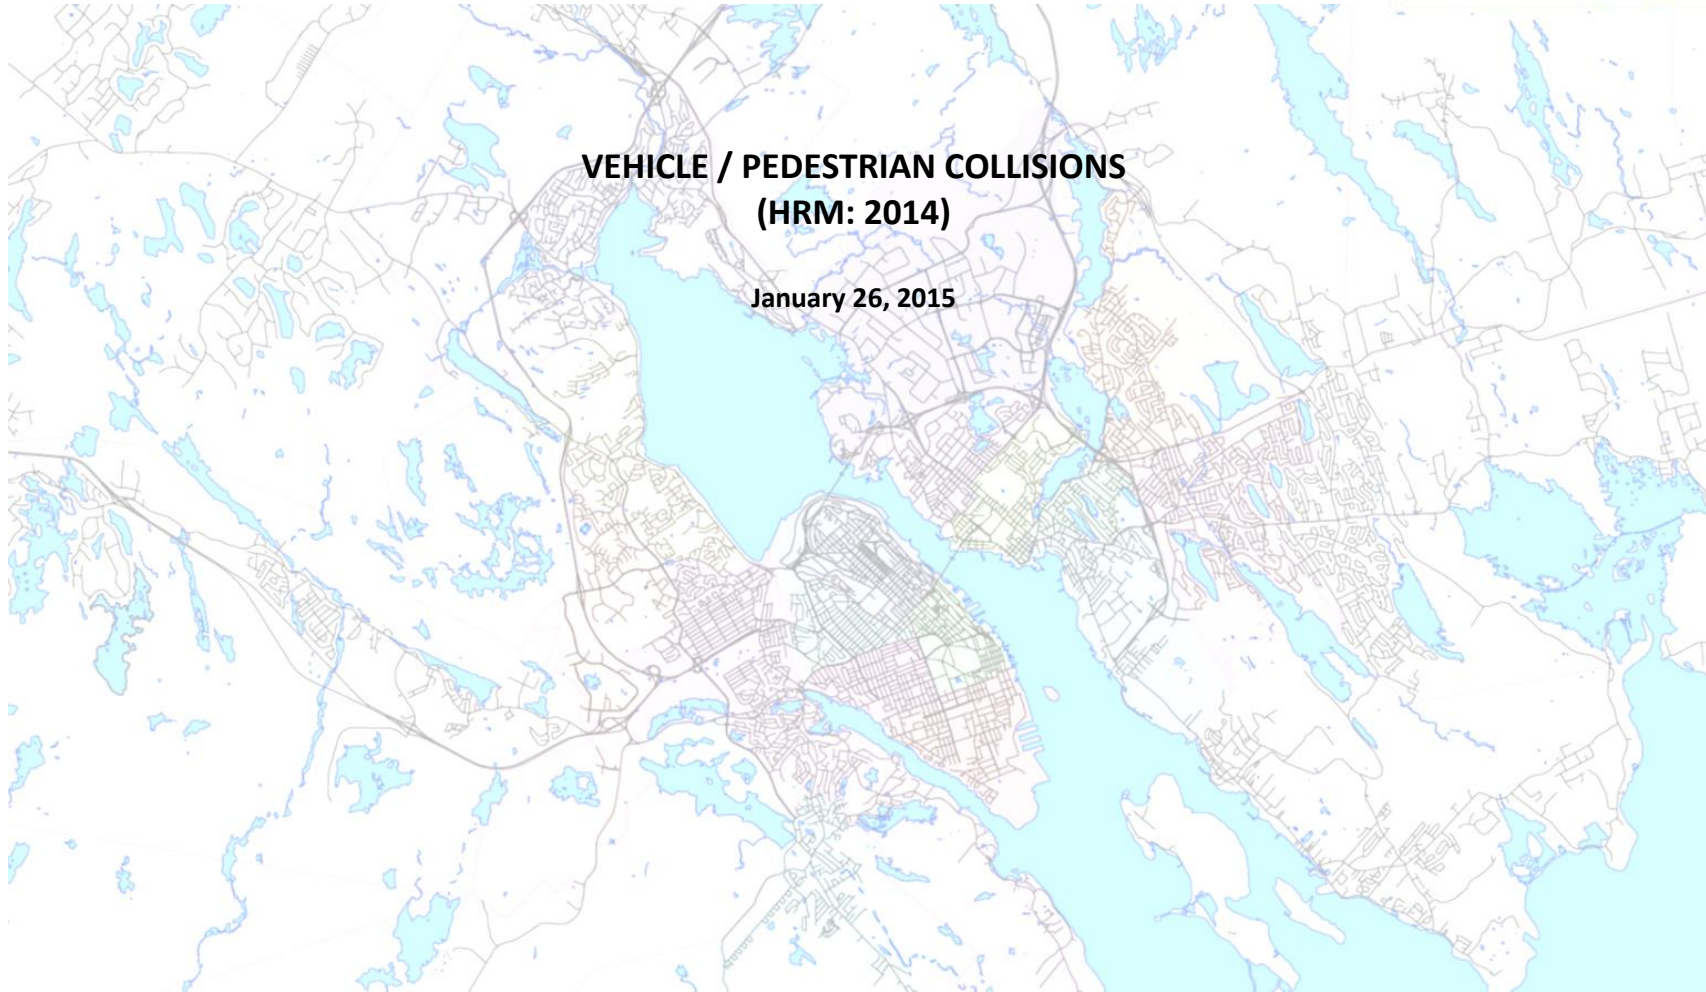 VEHICLE / PEDESTRIAN COLLISIONS
(HRM: 2014)
January 26, 2015